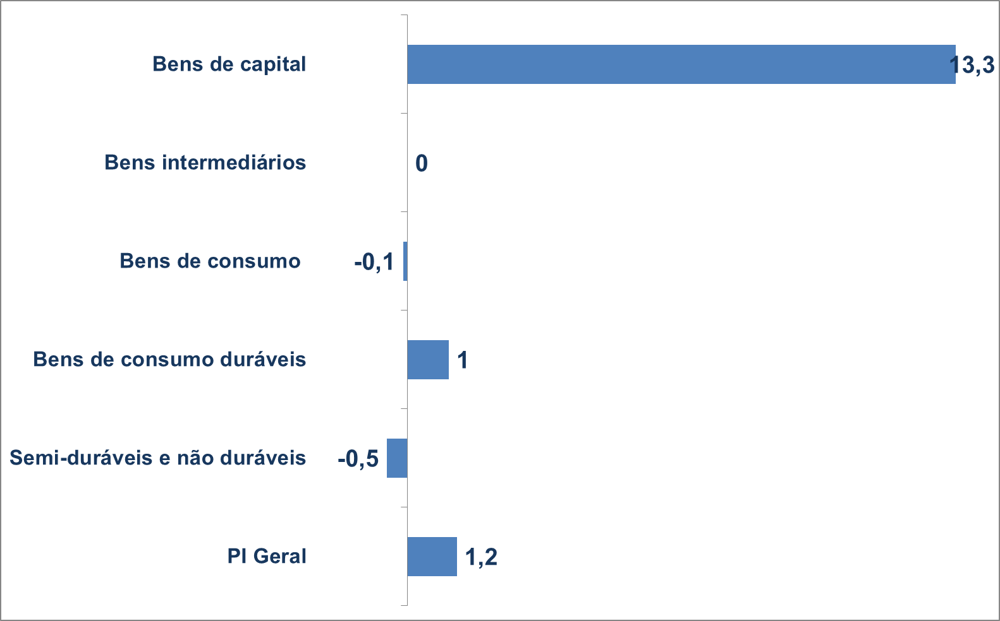 Bens de capital 13,3
Bens intermediários 0
Bens de consumo -0,1
Bens de consumo duráveis 1
Semi-duráveis e não duráveis -0,5
PI Geral 1,2